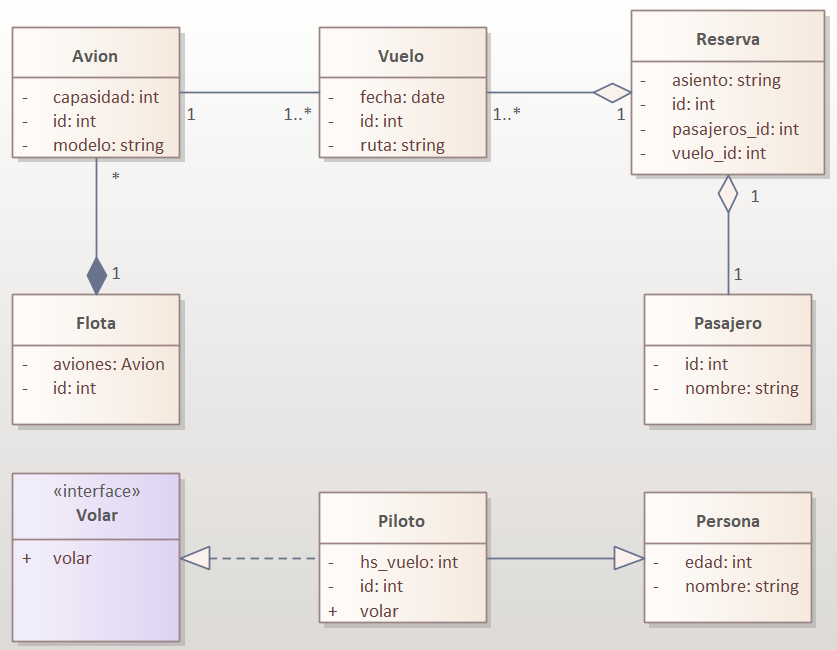 Avion
- capasidad: int
- id: int
- modelo: string
1
1..*
Vuelo
- fecha: date
- id: int
- ruta: string
1..*
1
Reserva
- asiento: string
- id: int
- pasajeros_id: int
- vuelo_id: int
*
1
1
1
Flota
- aviones: Avion
- id: int
Pasajero
- id: int
- nombre: string
«interface»
Volar
+ volar
Piloto
- hs_vuelo: int
- id: int
+ volar
Persona
- edad: int
- nombre: string